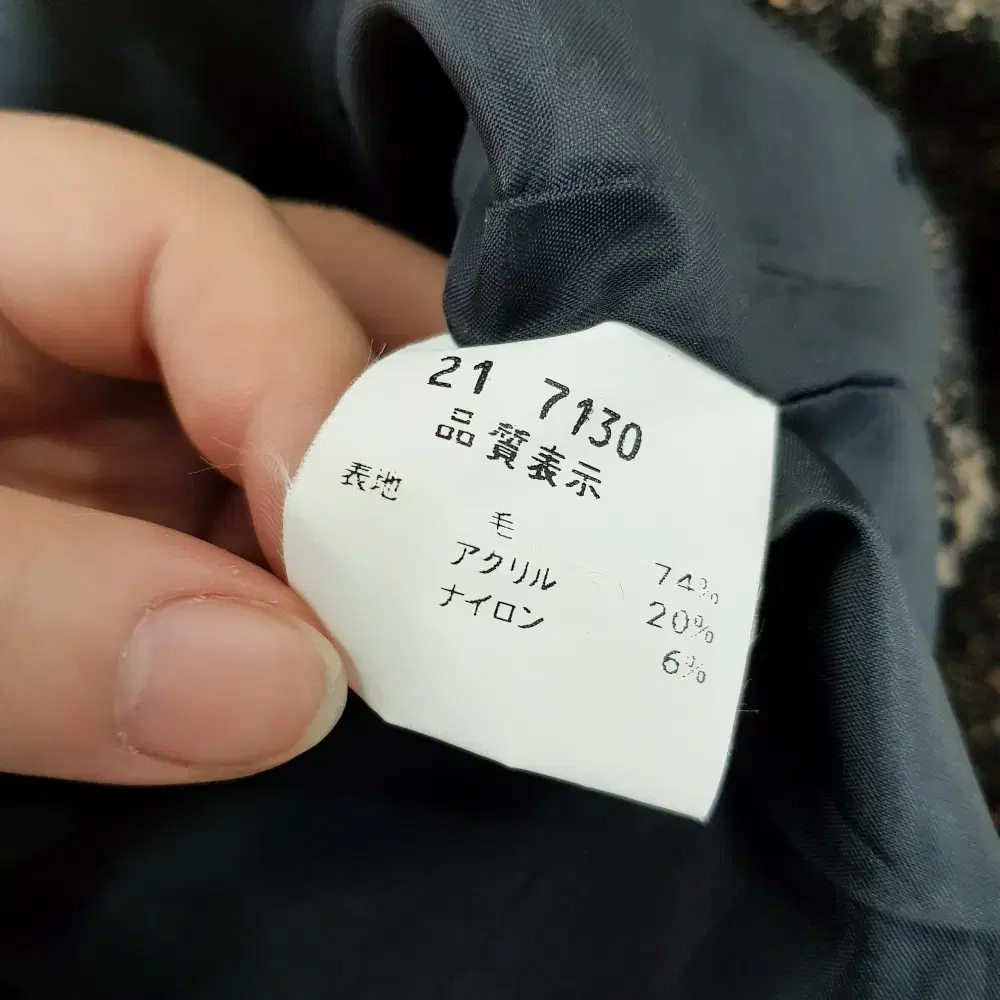 21 7130
品質表示
表地
毛 74%
アクリル 20%
ナイロン 6%